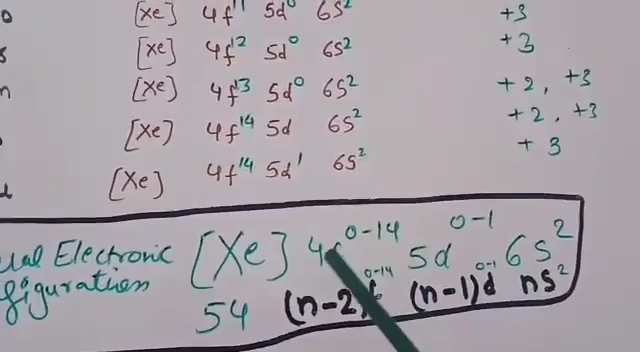 [Xe] 4f¹¹ 5d⁰ 6s² +3
[Xe] 4f¹² 5d⁰ 6s² +3
[Xe] 4f¹³ 5d⁰ 6s² +2, +3
[Xe] 4f¹⁴ 5d 6s² +2, +3
[Xe] 4f¹⁴ 5d¹ 6s² +3
Electronic [Xe] 4f⁰⁻¹⁴ 5d⁰⁻¹ 6s²
54 (n-2)f⁰⁻¹⁴ (n-1)d⁰⁻¹ ns²